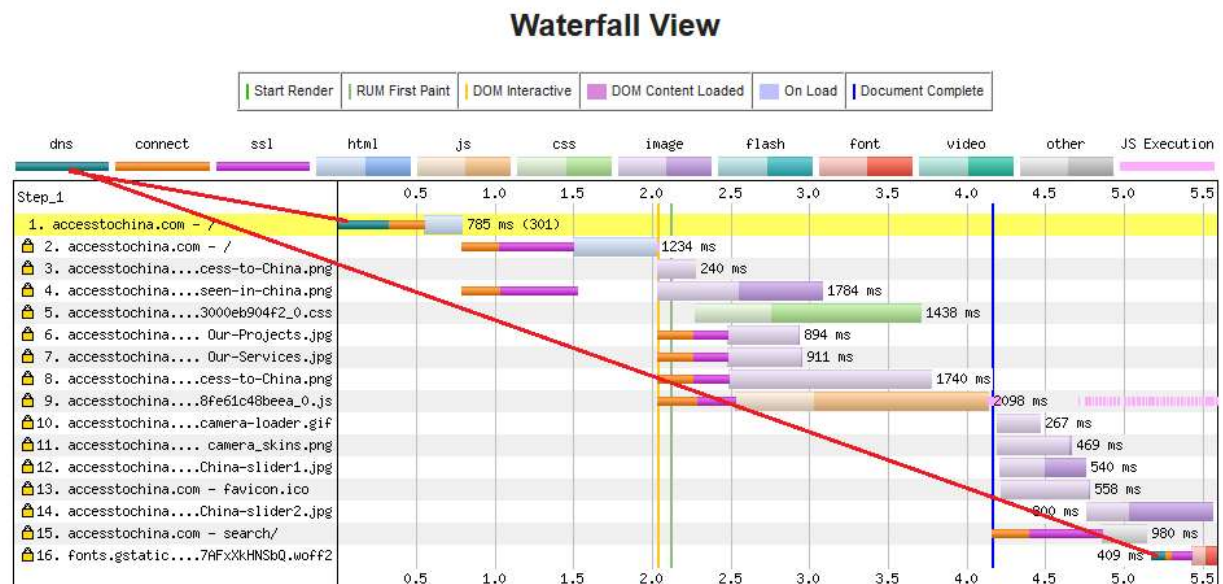 Waterfall View
Start Render RUM First Paint DOM Interactive DOM Content Loaded On Load Document Complete
dns connect ssl html js css image flash font video other JS Execution
Step_1 0.5 1.0 1.5 2.0 2.5 3.0 3.5 4.0 4.5 5.0 5.5
1. accesstochina.com - / 785 ms (301)
2. accesstochina.com - / 1234 ms
3. accesstochina....cess-to-China.png 240 ms
4. accesstochina....seen-in-china.png 1784 ms
5. accesstochina....3000eb904f2_0.css 1438 ms
6. accesstochina.... Our-Projects.jpg 894 ms
7. accesstochina.... Our-Services.jpg 911 ms
8. accesstochina....cess-to-China.png 1740 ms
9. accesstochina....8fe61c48beea_0.js 2098 ms
10. accesstochina....camera-loader.gif 267 ms
11. accesstochina.... camera_skins.png 469 ms
12. accesstochina....China-slider1.jpg 540 ms
13. accesstochina.com - favicon.ico 558 ms
14. accesstochina....China-slider2.jpg 800 ms
15. accesstochina.com - search/ 980 ms
16. fonts.gstatic....7AFxXkHNSbQ.woff2 409 ms
0.5 1.0 1.5 2.0 2.5 3.0 3.5 4.0 4.5 5.0 5.5